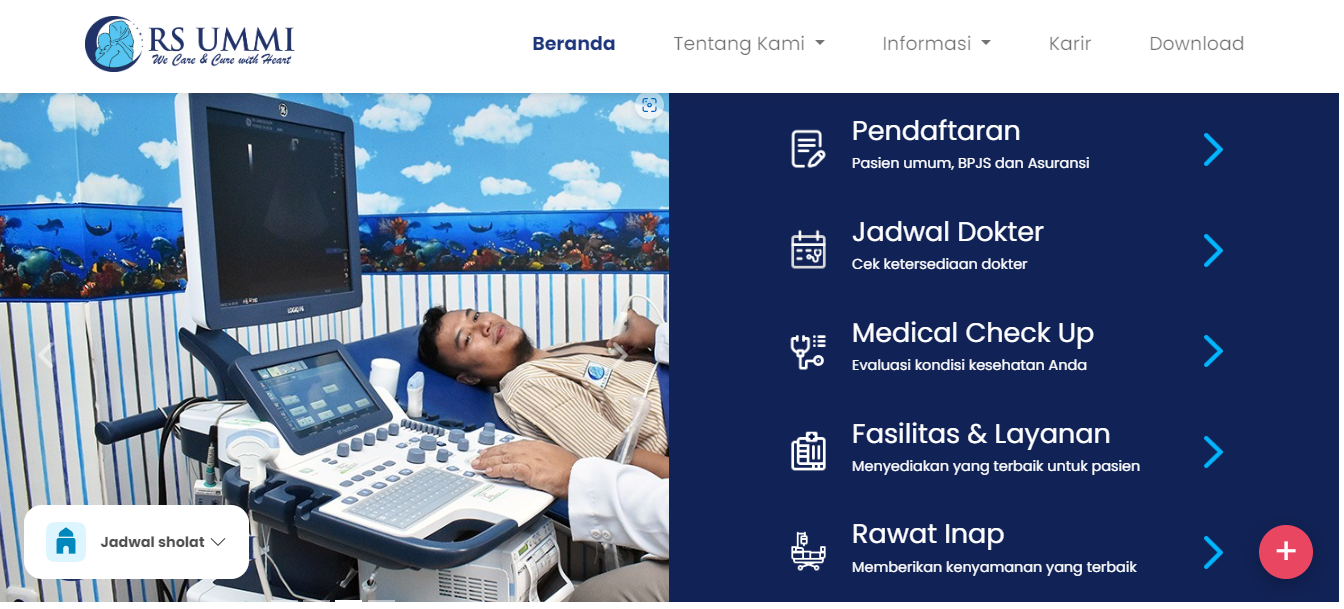 RS UMMI
We Care & Cure with Heart
Beranda
Tentang Kami
Informasi
Karir
Download
Pendaftaran
Pasien umum, BPJS dan Asuransi
Jadwal Dokter
Cek ketersediaan dokter
Medical Check Up
Evaluasi kondisi kesehatan Anda
Fasilitas & Layanan
Menyediakan yang terbaik untuk pasien
Rawat Inap
Memberikan kenyamanan yang terbaik
Jadwal sholat